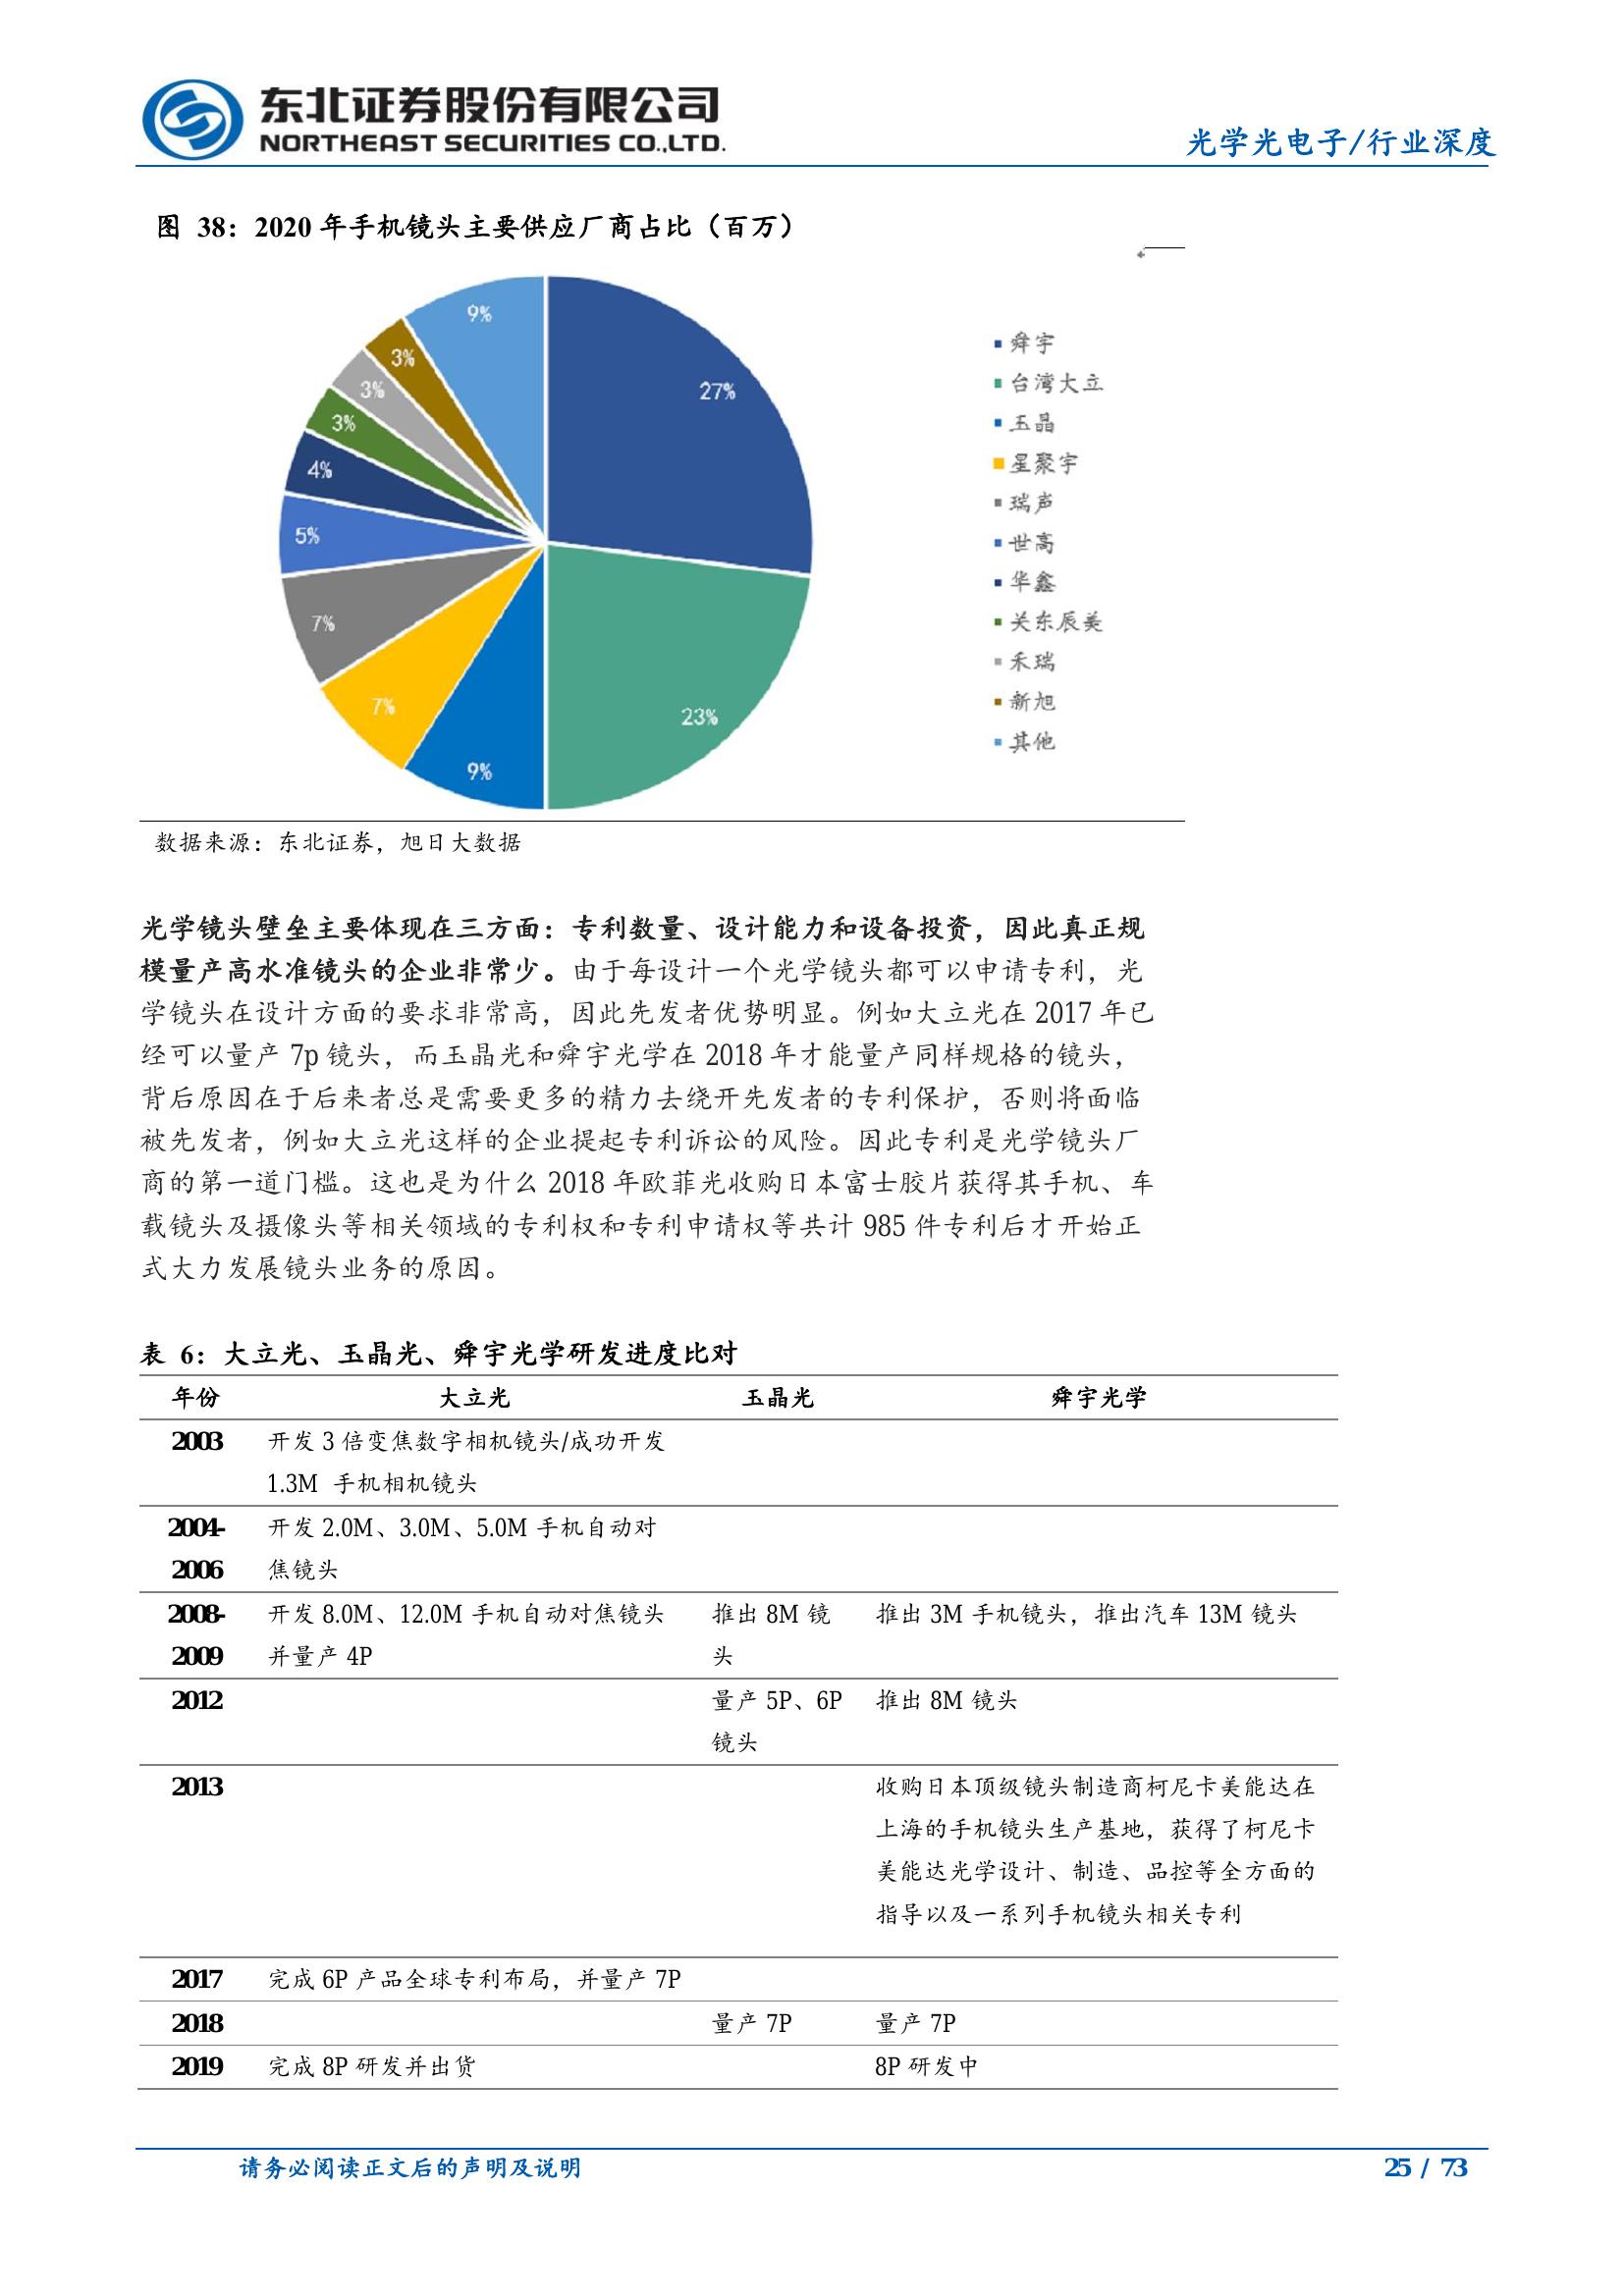 东北证券股份有限公司
NORTHEAST SECURITIES CO.,LTD.
光学光电子/行业深度
图 38：2020 年手机镜头主要供应厂商占比（百万）
9%
3%
27%
3%
3%
4%
5%
7%
7%
23%
9%
舜宇
台湾大立
玉晶
星聚宇
瑞声
世高
华鑫
关东辰美
禾瑞
新旭
其他
数据来源：东北证券，旭日大数据
光学镜头壁垒主要体现在三方面：专利数量、设计能力和设备投资，因此真正规
模量产高水准镜头的企业非常少。由于每设计一个光学镜头都可以申请专利，光
学镜头在设计方面的要求非常高，因此先发者优势明显。例如大立光在 2017 年已
经可以量产 7p 镜头，而玉晶光和舜宇光学在 2018 年才能量产同样规格的镜头，
背后原因在于后来者总是需要更多的精力去绕开先发者的专利保护，否则将面临
被先发者，例如大立光这样的企业提起专利诉讼的风险。因此专利是光学镜头厂
商的第一道门槛。这也是为什么 2018 年欧菲光收购日本富士胶片获得其手机、车
载镜头及摄像头等相关领域的专利权和专利申请权等共计 985 件专利后才开始正
式大力发展镜头业务的原因。
表 6：大立光、玉晶光、舜宇光学研发进度比对
年份 大立光 玉晶光 舜宇光学
2003 开发 3 倍变焦数字相机镜头/成功开发
1.3M 手机相机镜头
2004- 开发 2.0M、3.0M、5.0M 手机自动对
2006 焦镜头
2008- 开发 8.0M、12.0M 手机自动对焦镜头 推出 8M 镜 推出 3M 手机镜头，推出汽车 13M 镜头
2009 并量产 4P 头
2012 量产 5P、6P 推出 8M 镜头
镜头
2013 收购日本顶级镜头制造商柯尼卡美能达在
上海的手机镜头生产基地，获得了柯尼卡
美能达光学设计、制造、品控等全方面的
指导以及一系列手机镜头相关专利
2017 完成 6P 产品全球专利布局，并量产 7P
2018 量产 7P 量产 7P
2019 完成 8P 研发并出货 8P 研发中
请务必阅读正文后的声明及说明 25 / 73